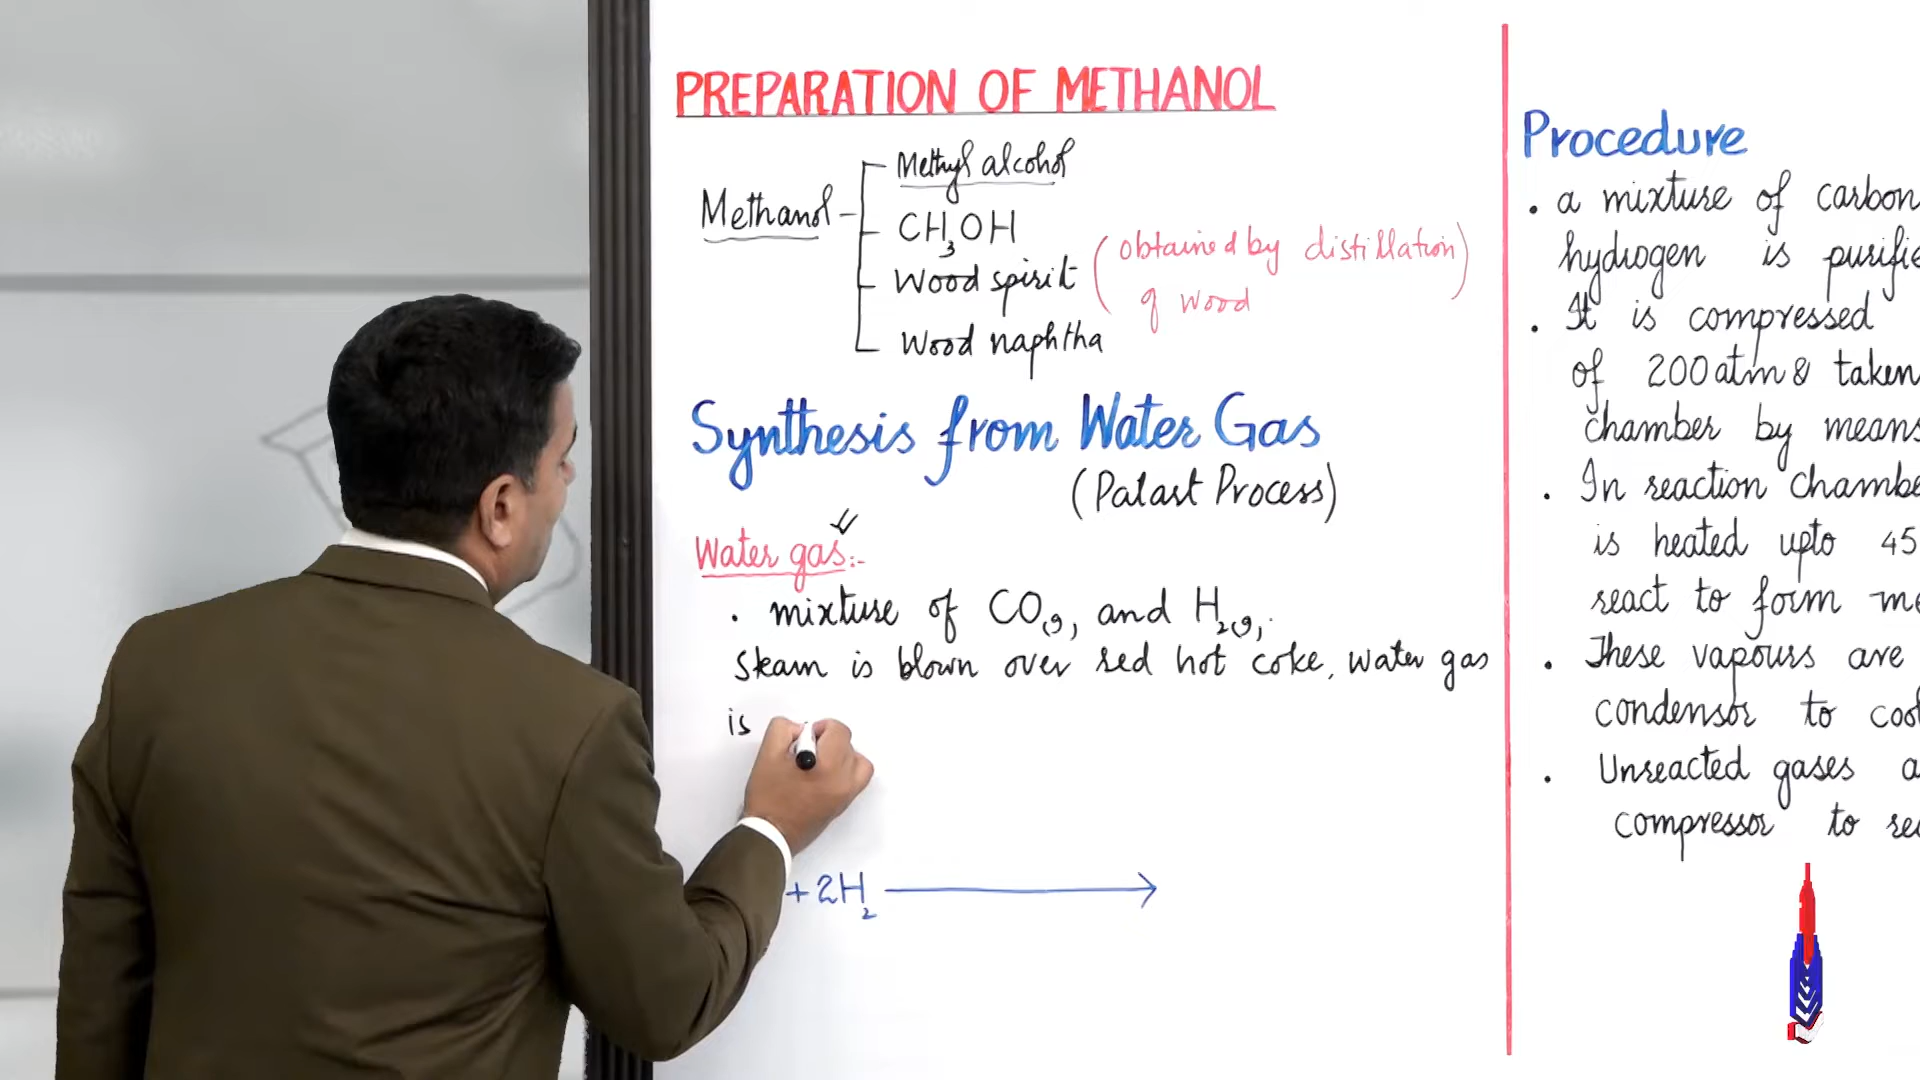 PREPARATION OF METHANOL
Methanol
Methyl alcohol
CH₃OH
Wood spirit (obtained by distillation
of wood)
Wood naphtha
Synthesis from Water Gas
(Patart Process)
Water gas:-
. mixture of CO(g) and H₂(g).
Steam is blown over red hot coke, water gas
is
+2H₂ ⟶
Procedure
. a mixture of carbon
hydrogen is
. It is compressed
of 200 atm & taken
chamber by means
. In reaction
is heated upto 45
react to form
. These vapours are
condensor to
. Unreacted gases
compressor to